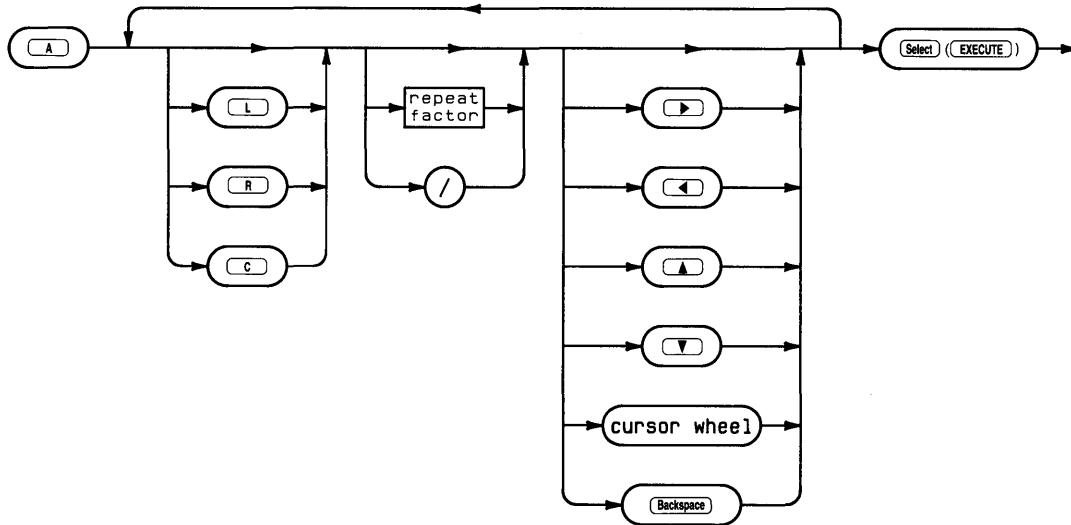 A
L
R
C
repeat
factor
/
▶
◀
▲
▼
cursor wheel
Backspace
Select ( EXECUTE )